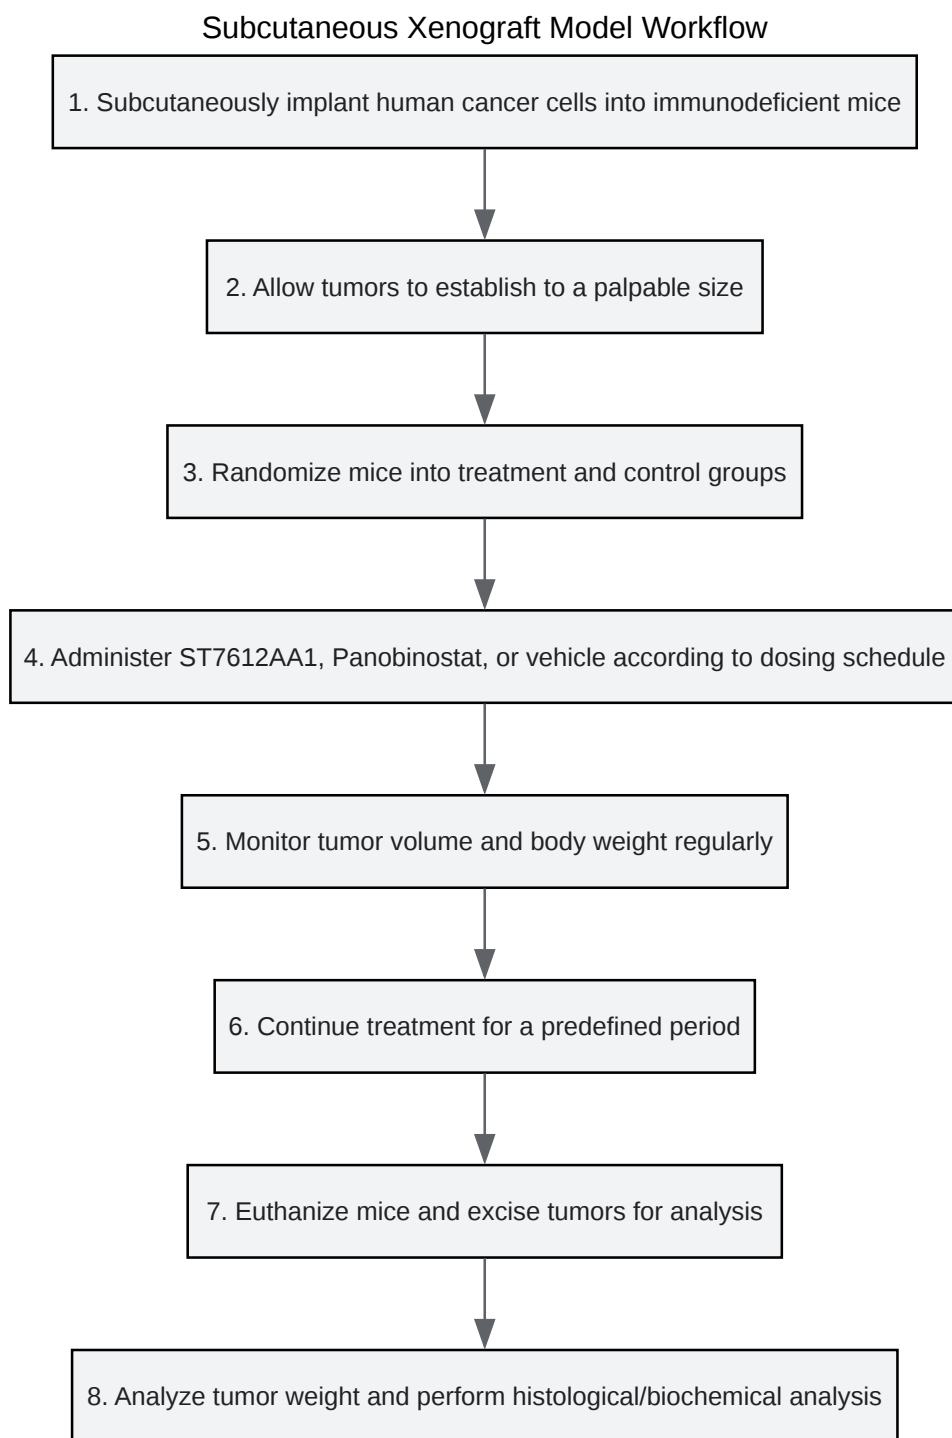 Subcutaneous Xenograft Model Workflow
1. Subcutaneously implant human cancer cells into immunodeficient mice
2. Allow tumors to establish to a palpable size
3. Randomize mice into treatment and control groups
4. Administer ST7612AA1, Panobinostat, or vehicle according to dosing schedule
5. Monitor tumor volume and body weight regularly
6. Continue treatment for a predefined period
7. Euthanize mice and excise tumors for analysis
8. Analyze tumor weight and perform histological/biochemical analysis